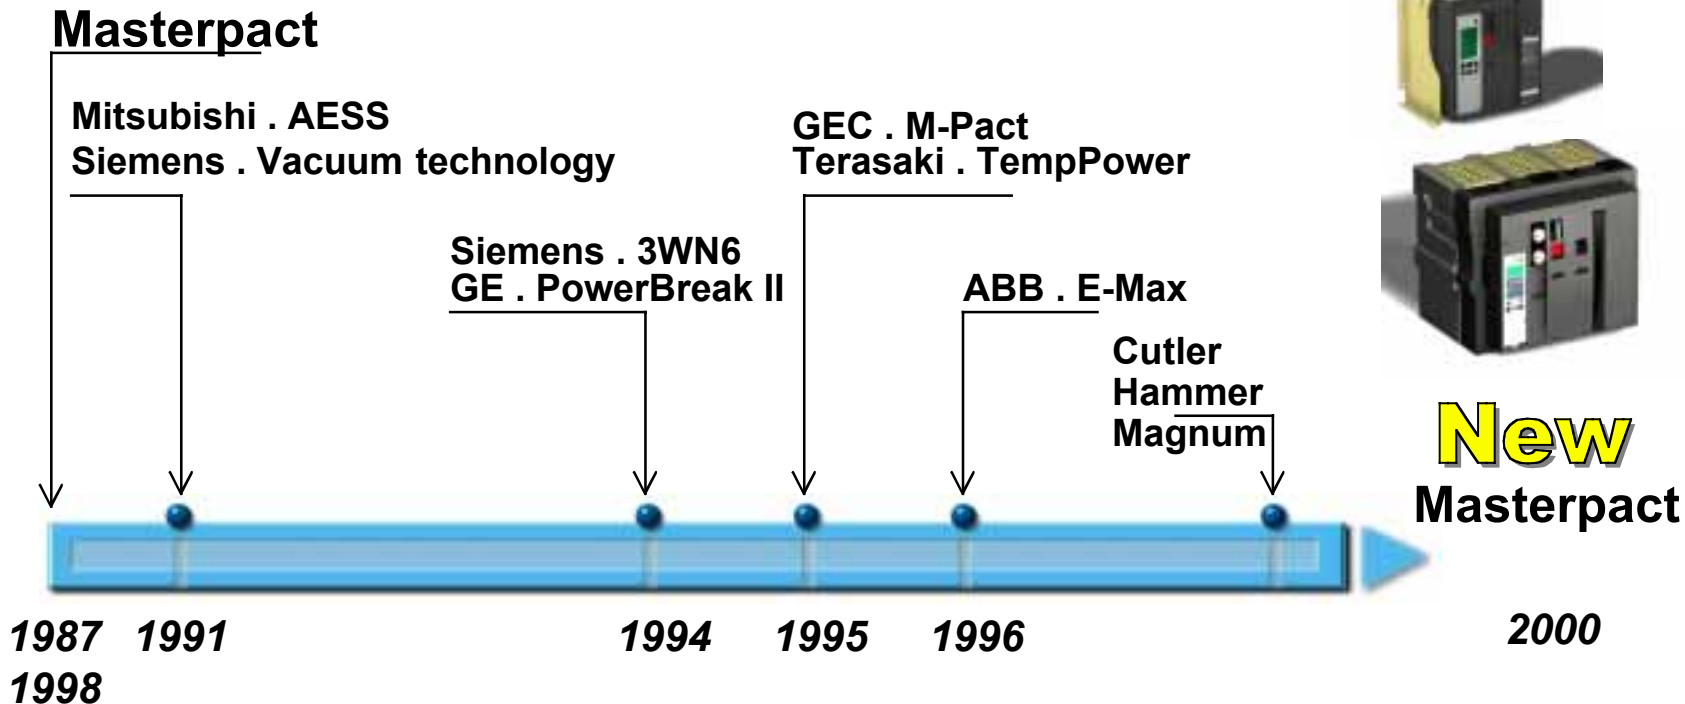 Masterpact
Mitsubishi . AESS
Siemens . Vacuum technology
GEC . M-Pact
Terasaki . TempPower
Siemens . 3WN6
GE . PowerBreak II
ABB . E-Max
Cutler
Hammer
Magnum
New
Masterpact
1987 1991 1994 1995 1996 2000
1998